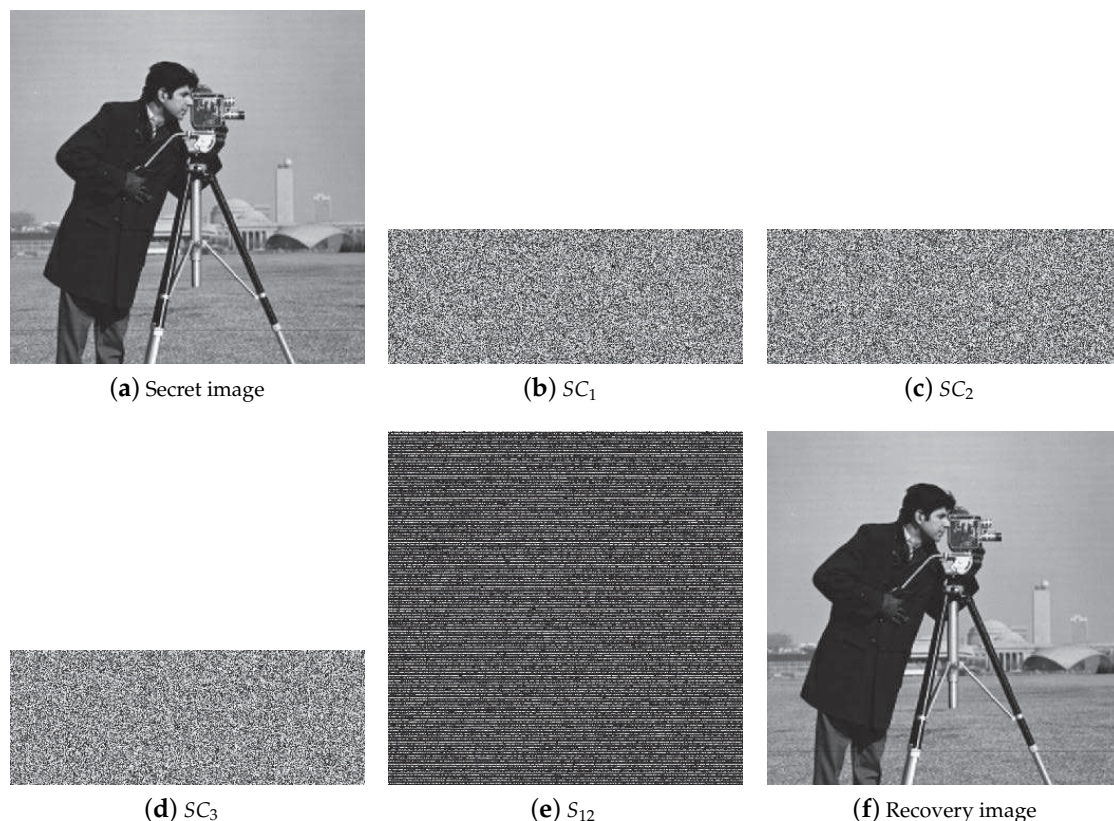 (a) Secret image
(b) SC₁
(c) SC₂
(d) SC₃
(e) S₁₂
(f) Recovery image